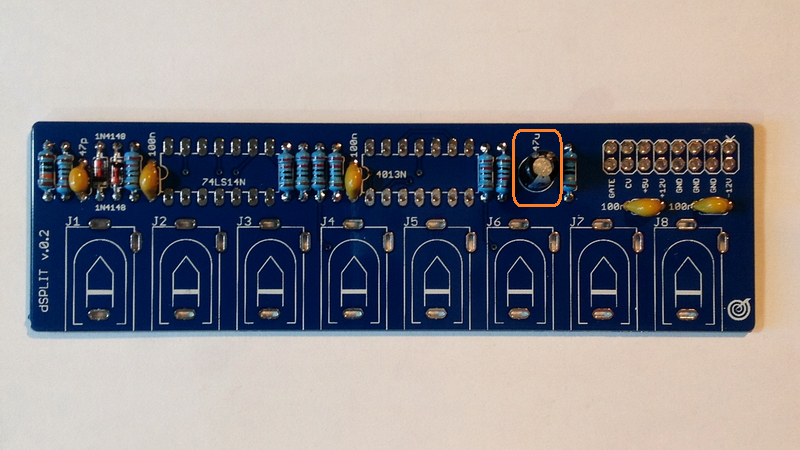 47p
1N4148
1N4148
100n
74LS14N
100n
4013N
47u
GATE
CV
+5V
+12V
GND
GND
GND
-12V
100n
100n
J1
J2
J3
J4
J5
J6
J7
J8
dSPLIT v.0.2